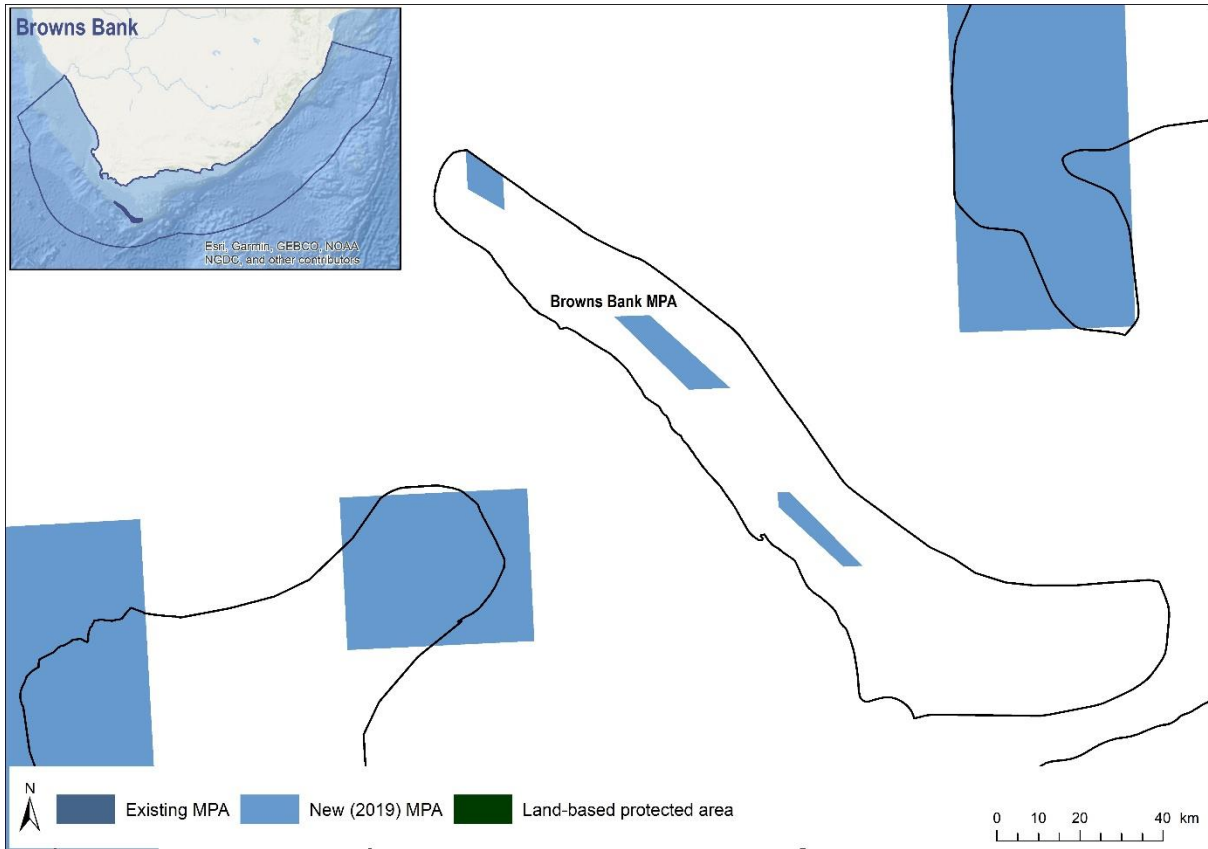 Browns Bank
Esri, Garmin, GEBCO, NOAA
NGDC, and other contributors
Browns Bank MPA
N
Existing MPA
New (2019) MPA
Land-based protected area
0 10 20 40 km